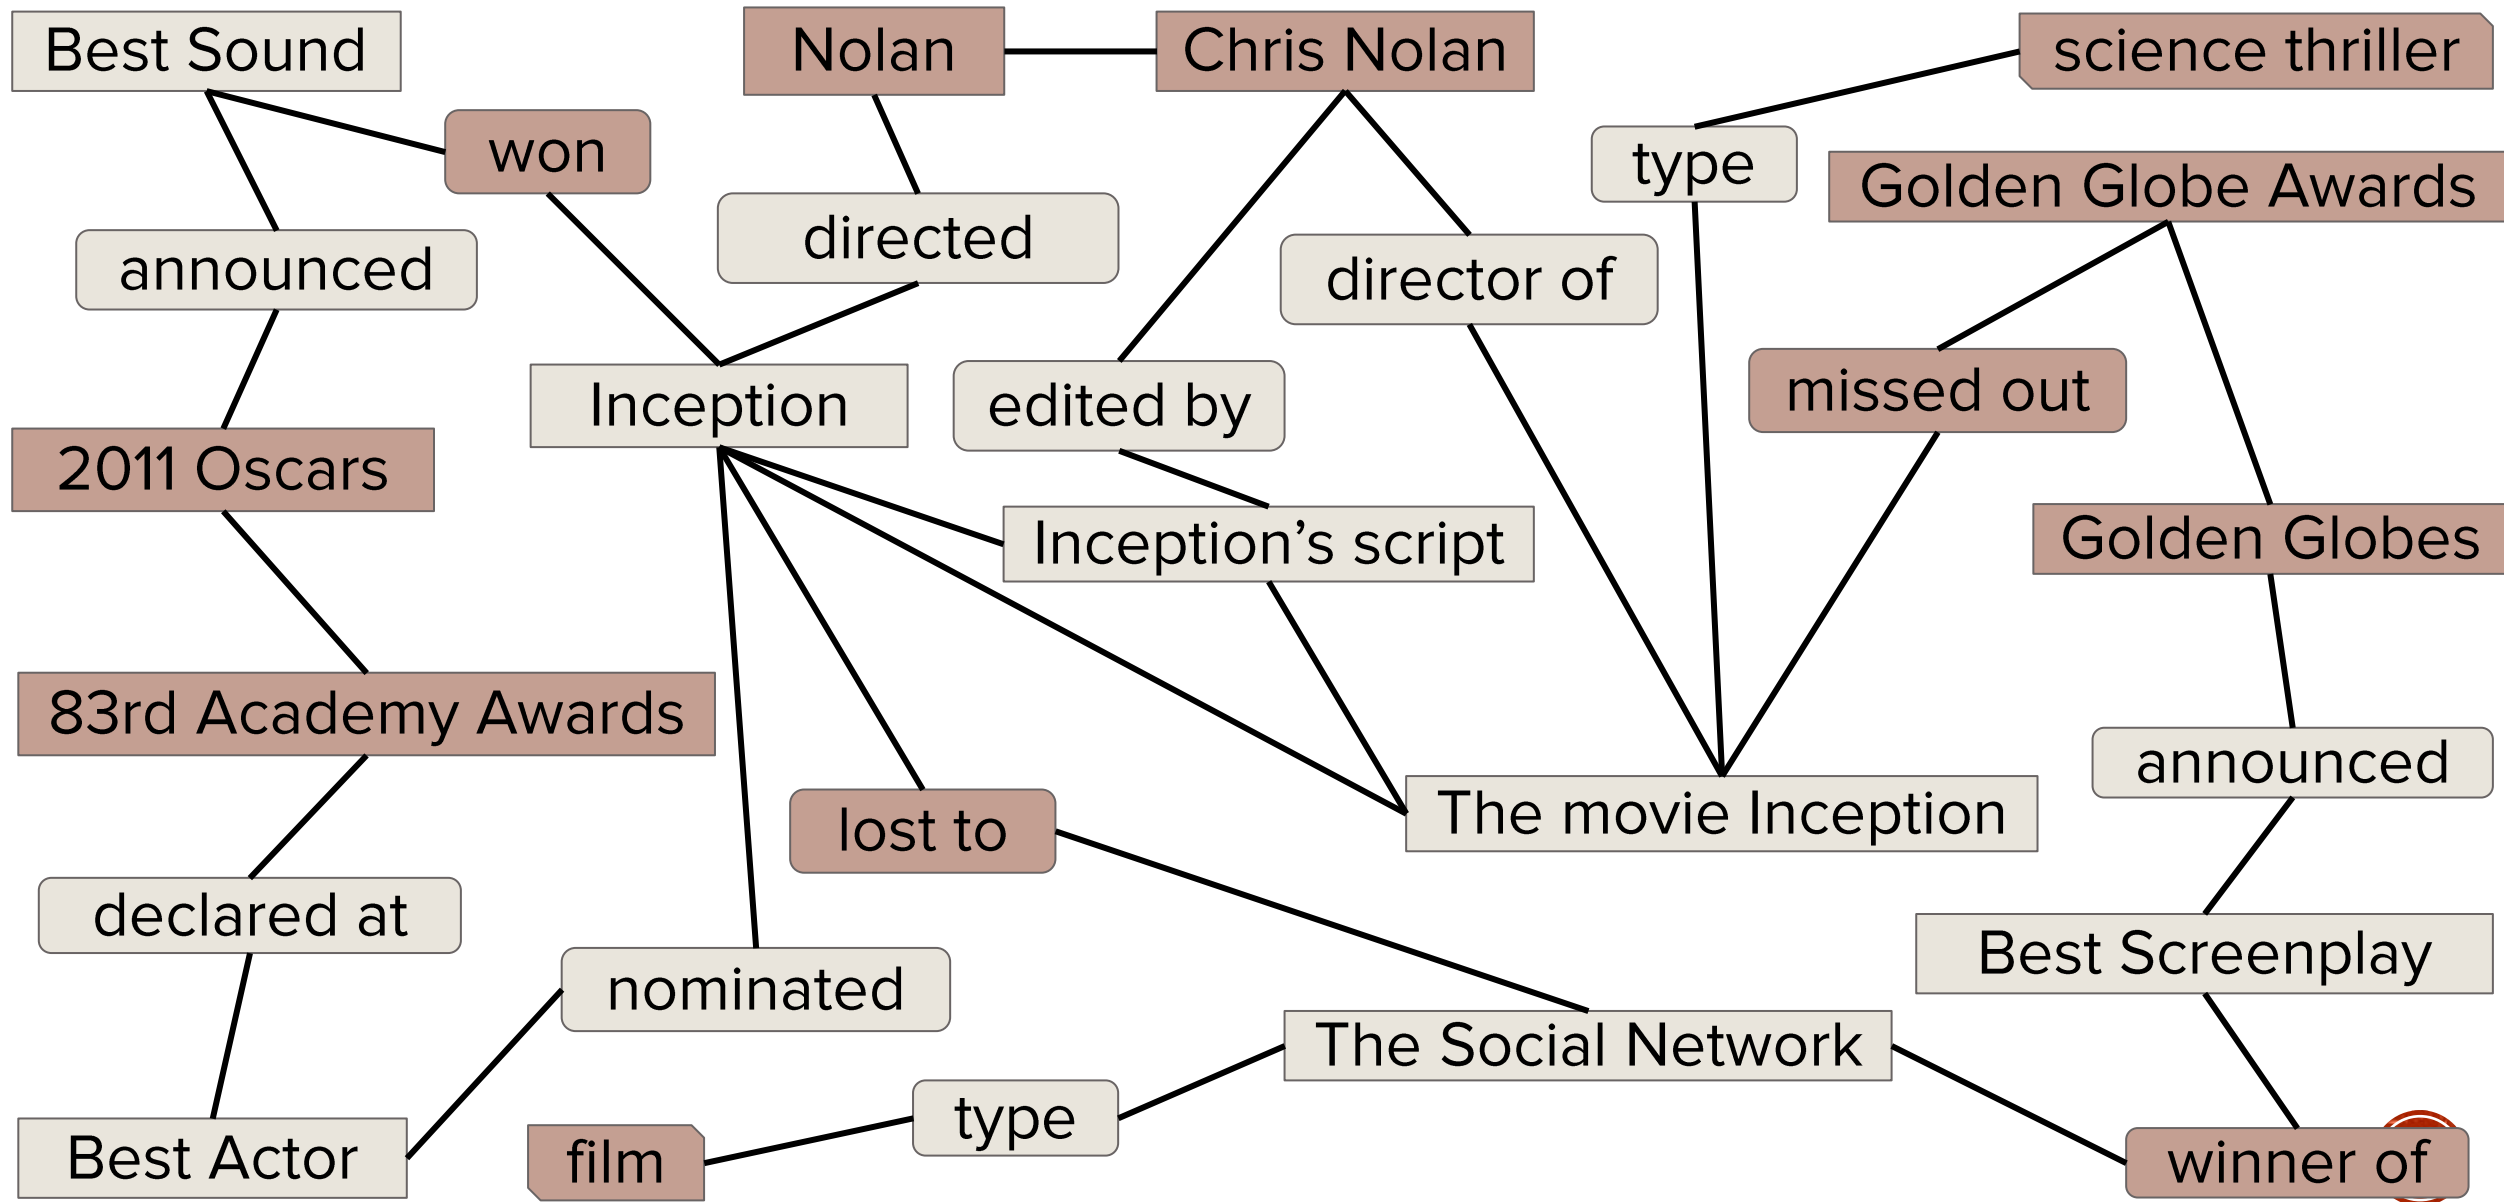 Best Sound
Nolan
Chris Nolan
science thriller
won
type
Golden Globe Awards
directed
announced
director of
Inception
edited by
missed out
2011 Oscars
Inception's script
Golden Globes
83rd Academy Awards
announced
lost to
The movie Inception
declared at
Best Screenplay
nominated
The Social Network
type
Best Actor
film
winner of